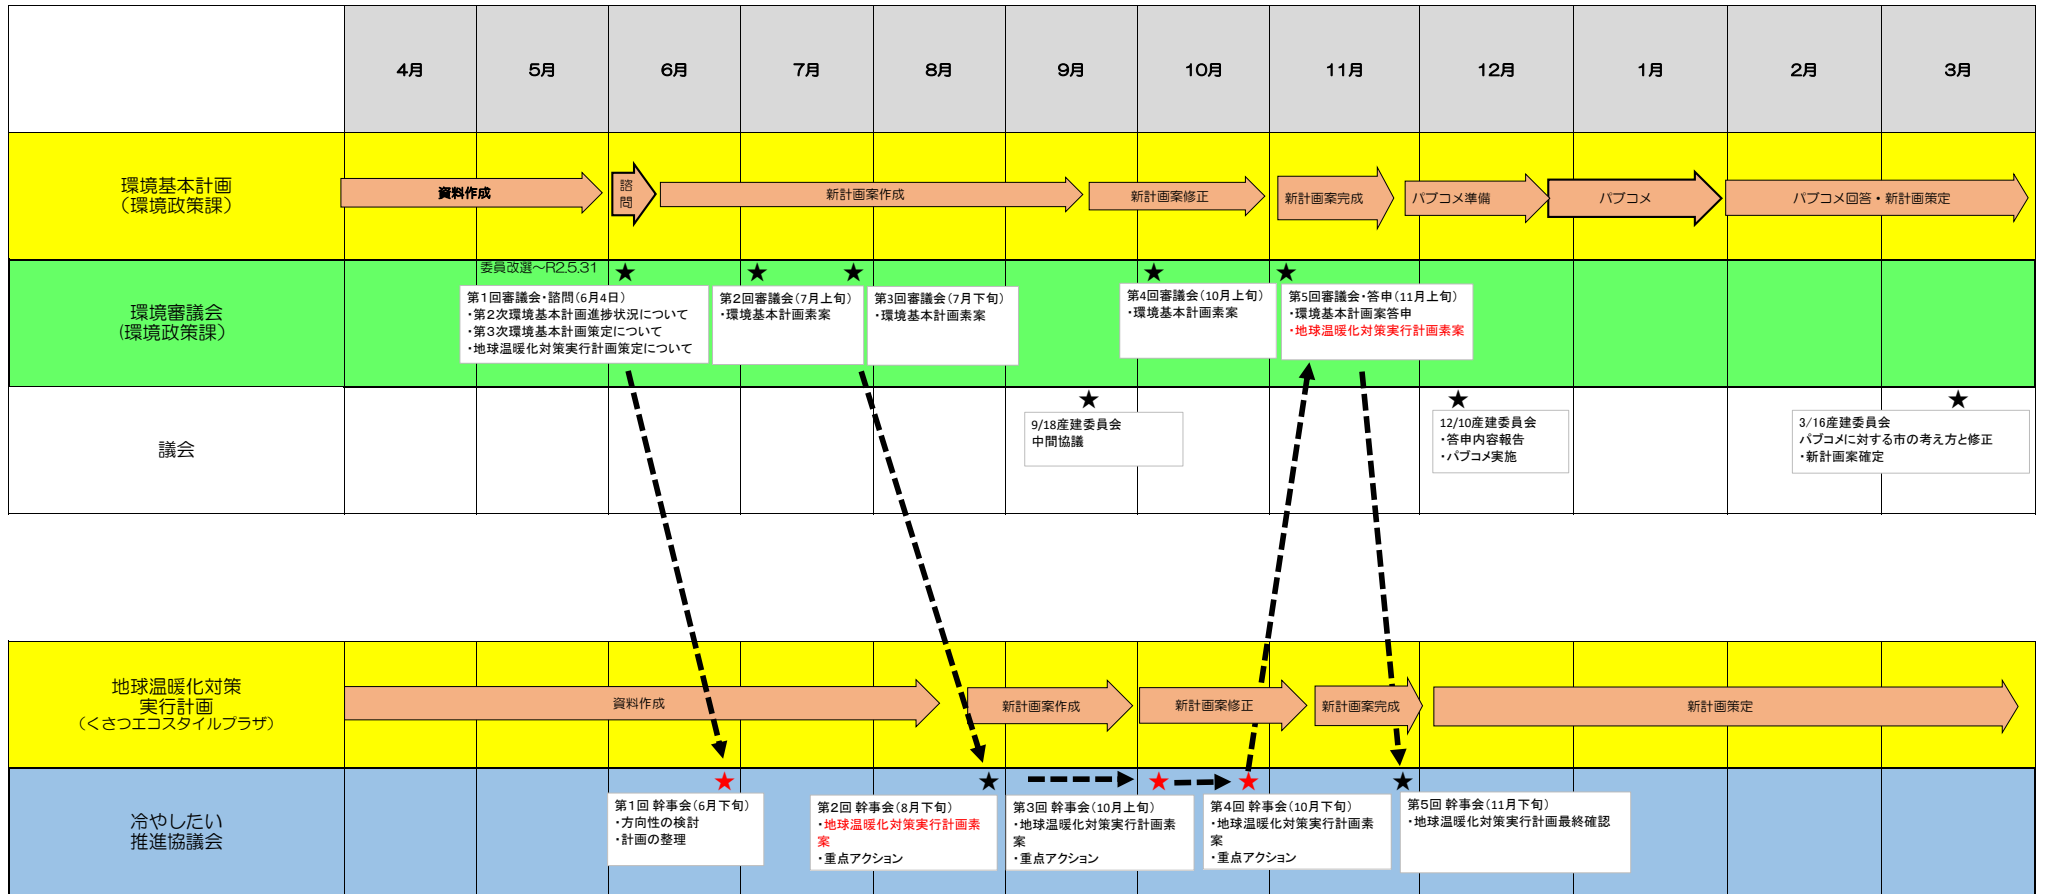 4月 5月 6月 7月 8月 9月 10月 11月 12月 1月 2月 3月
環境基本計画
（環境政策課）
資料作成
諮
問
新計画案作成
新計画案修正
新計画案完成
パブコメ準備
パブコメ
パブコメ回答・新計画策定
環境審議会
(環境政策課）
委員改選～R2.5.31
★
第１回審議会・諮問（6月4日）
・第２次環境基本計画進捗状況について
・第３次環境基本計画策定について
・地球温暖化対策実行計画策定について
★
第２回審議会（7月上旬）
・環境基本計画素案
★
第３回審議会（7月下旬）
・環境基本計画素案
★
第4回審議会（10月上旬）
・環境基本計画素案
★
第5回審議会・答申（11月上旬）
・環境基本計画案答申
・地球温暖化対策実行計画素案
議会
★
9/18産建委員会
中間協議
★
12/10産建委員会
・答申内容報告
・パブコメ実施
★
3/16産建委員会
パブコメに対する市の考え方と修正
・新計画案確定
地球温暖化対策
実行計画
（くさつエコスタイルプラザ）
資料作成
新計画案作成
新計画案修正
新計画案完成
新計画策定
冷やしたい
推進協議会
★
第１回 幹事会（6月下旬）
・方向性の検討
・計画の整理
★
第２回 幹事会（8月下旬）
・地球温暖化対策実行計画素
案
・重点アクション
★
第３回 幹事会（10月上旬）
・地球温暖化対策実行計画素
案
・重点アクション
★
第４回 幹事会（10月下旬）
・地球温暖化対策実行計画素
案
・重点アクション
★
第５回 幹事会（11月下旬）
・地球温暖化対策実行計画最終確認